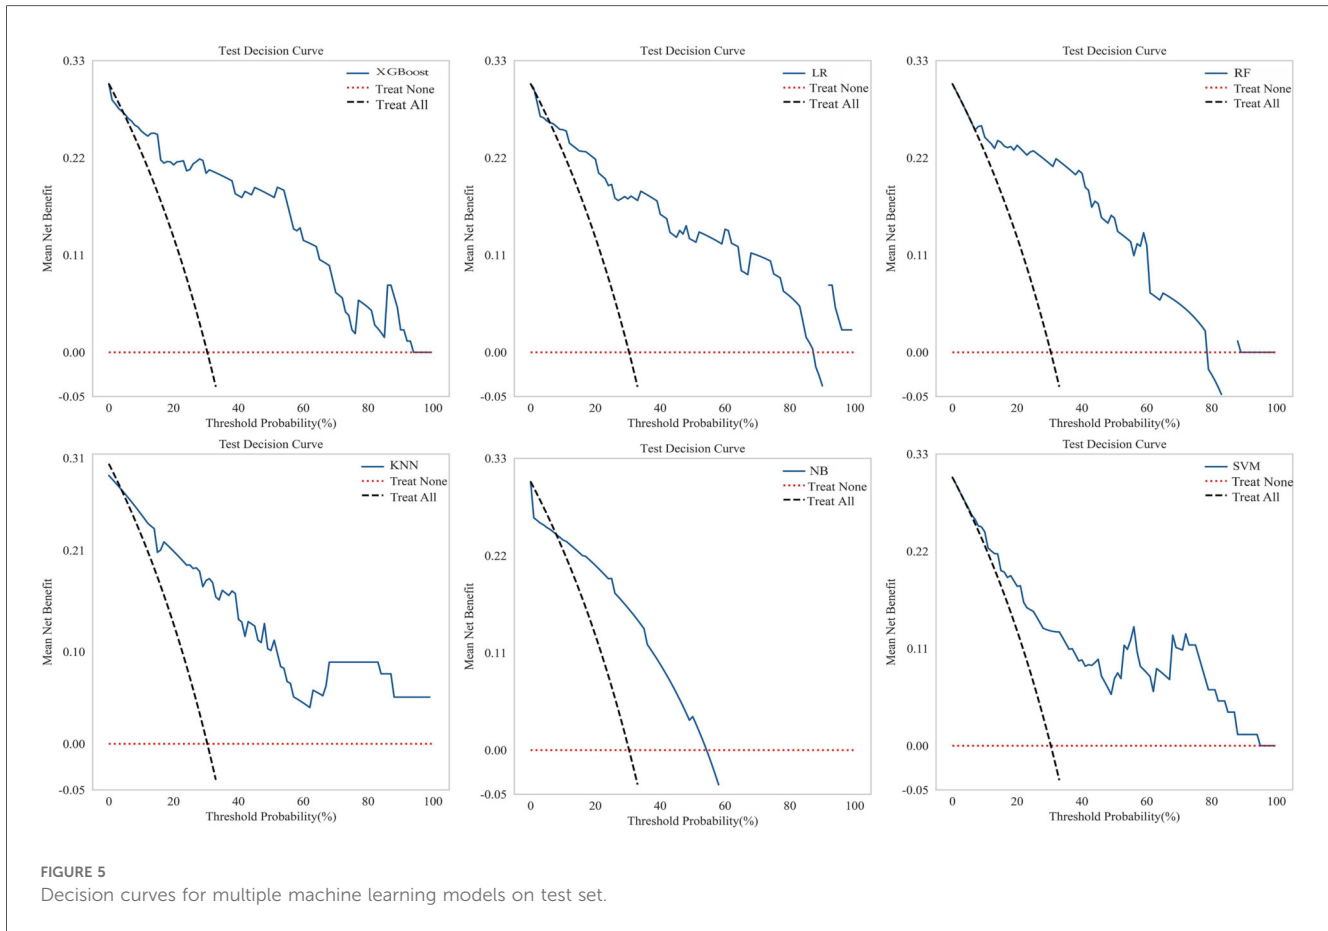 Test Decision Curve
0.33
0.22
0.11
0.00
-0.05
Mean Net Benefit
XGBoost
Treat None
Treat All
0 20 40 60 80 100
Threshold Probability(%)
Test Decision Curve
0.33
0.22
0.11
0.00
-0.05
Mean Net Benefit
LR
Treat None
Treat All
0 20 40 60 80 100
Threshold Probability(%)
Test Decision Curve
0.33
0.22
0.11
0.00
-0.05
Mean Net Benefit
RF
Treat None
Treat All
0 20 40 60 80 100
Threshold Probability(%)
Test Decision Curve
0.31
0.21
0.10
0.00
-0.05
Mean Net Benefit
KNN
Treat None
Treat All
0 20 40 60 80 100
Threshold Probability(%)
Test Decision Curve
0.33
0.22
0.11
0.00
-0.05
Mean Net Benefit
NB
Treat None
Treat All
0 20 40 60 80 100
Threshold Probability(%)
Test Decision Curve
0.33
0.22
0.11
0.00
-0.05
Mean Net Benefit
SVM
Treat None
Treat All
0 20 40 60 80 100
Threshold Probability(%)
FIGURE 5
Decision curves for multiple machine learning models on test set.